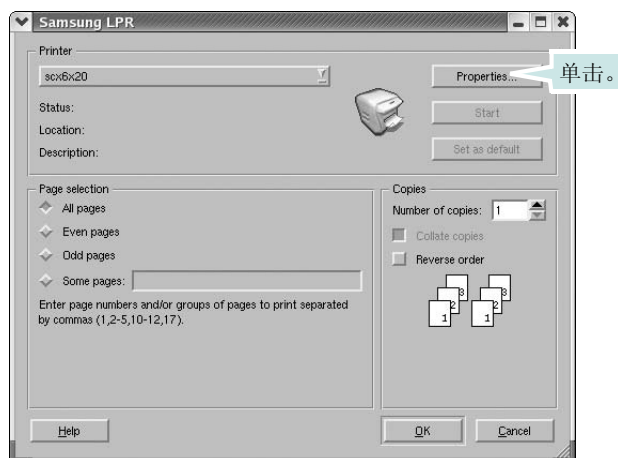 Samsung LPR
Printer
scx6x20
Properties...
单击。
Status:
Start
Location:
Description:
Set as default
Page selection
All pages
Even pages
Odd pages
Some pages:
Enter page numbers and/or groups of pages to print separated
by commas (1,2-5,10-12,17).
Copies
Number of copies: 1
Collate copies
Reverse order
3 3
2 2
1 1
Help
OK
Cancel